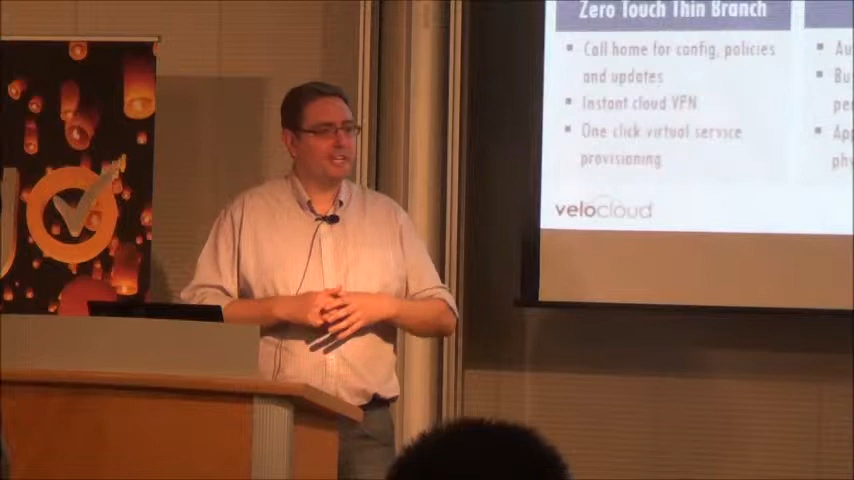 Zero Touch Thin Branch
▪ Call home for config, policies
and updates
▪ Instant cloud VPN
▪ One click virtual service
provisioning
velocloud